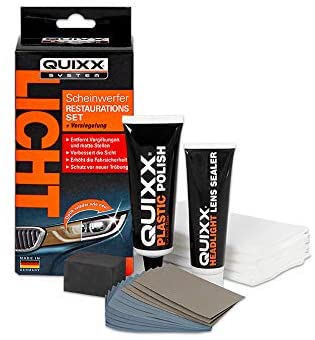 QUIXX
SYSTEM
Scheinwerfer
RESTAURATIONS
SET
+ Versiegelung
Entfernt Vergilbungen
und matte Stellen
Verbessert die Sicht
Erhöht die Fahrsicherheit
Schutz vor neuer Trübung
LICHT
MADE IN
GERMANY
QUIXX
PLASTIC POLISH
QUIXX
HEADLIGHT LENS SEALER